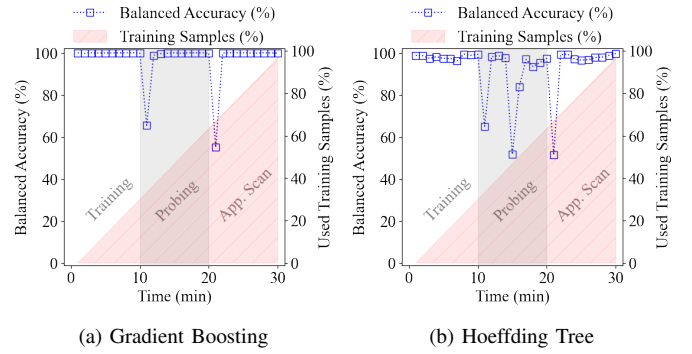 Balanced Accuracy (%)
Training Samples (%)
100
80
60
40
20
0
Balanced Accuracy (%)
100
80
60
40
20
0
Used Training Samples (%)
Training
Probing
App. Scan
0
10
20
30
Time (min)
(a) Gradient Boosting
Balanced Accuracy (%)
Training Samples (%)
100
80
60
40
20
0
Balanced Accuracy (%)
100
80
60
40
20
0
Used Training Samples (%)
Training
Probing
App. Scan
0
10
20
30
Time (min)
(b) Hoeffding Tree